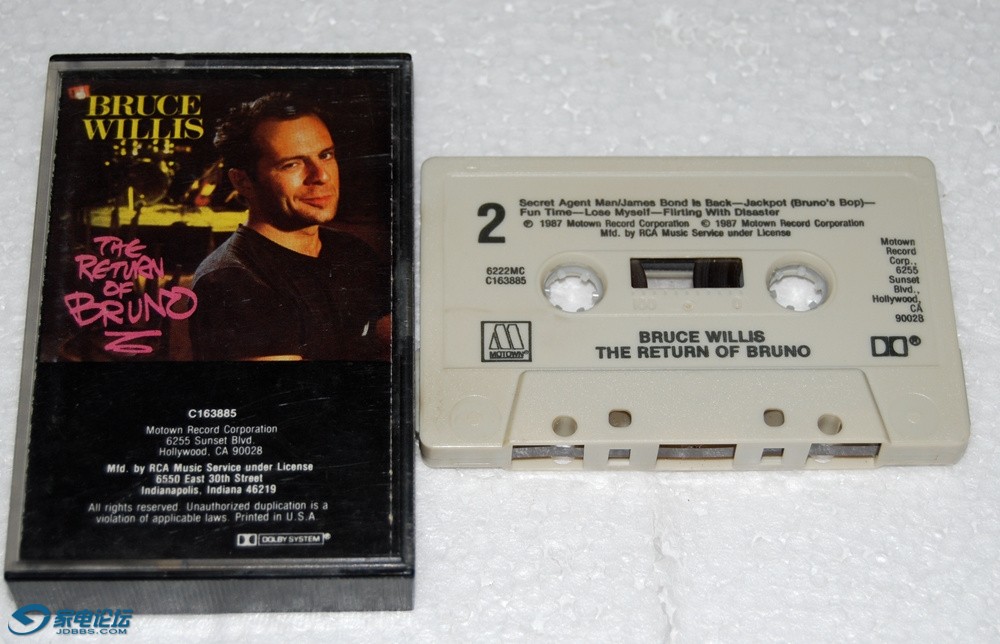 BRUCE
WILLIS
THE
RETURN
OF
BRUNO
C163885
Motown Record Corporation
6255 Sunset Blvd.
Hollywood, CA 90028
Mfd. by RCA Music Service under License
6550 East 30th Street
Indianapolis, Indiana 46219
All rights reserved. Unauthorized duplication is a
violation of applicable laws. Printed in U.S.A.
DOLBY SYSTEM®
2
Secret Agent Man/James Bond Is Back—Jackpot (Bruno's Bop)—
Fun Time—Lose Myself—Flirting With Disaster
℗ 1987 Motown Record Corporation © 1987 Motown Record Corporation
Mfd. by RCA Music Service under License
6222MC
C163885
Motown
Record
Corp.,
6255
Sunset
Blvd.,
Hollywood,
CA
90028
MOTOWN®
BRUCE WILLIS
THE RETURN OF BRUNO
®
家电论坛
JDBBS.COM